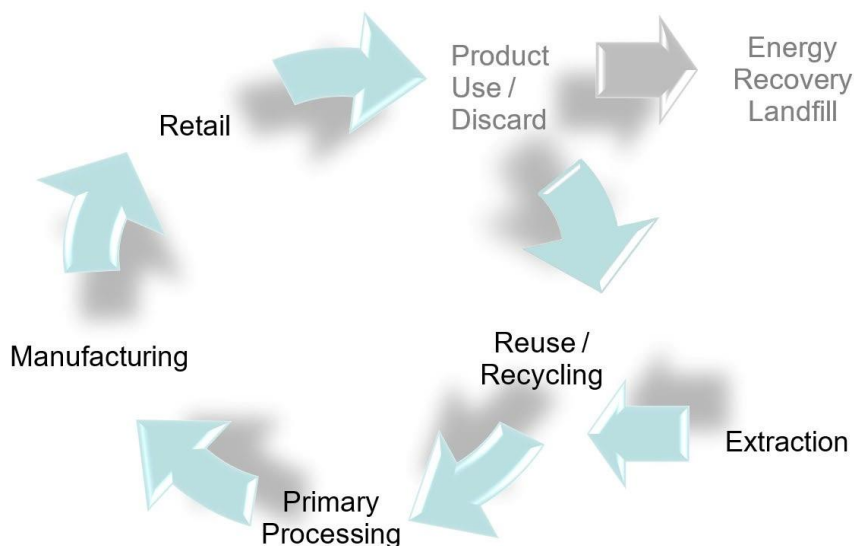 Product
Use /
Discard
Energy
Recovery
Landfill
Retail
Manufacturing
Reuse /
Recycling
Extraction
Primary
Processing